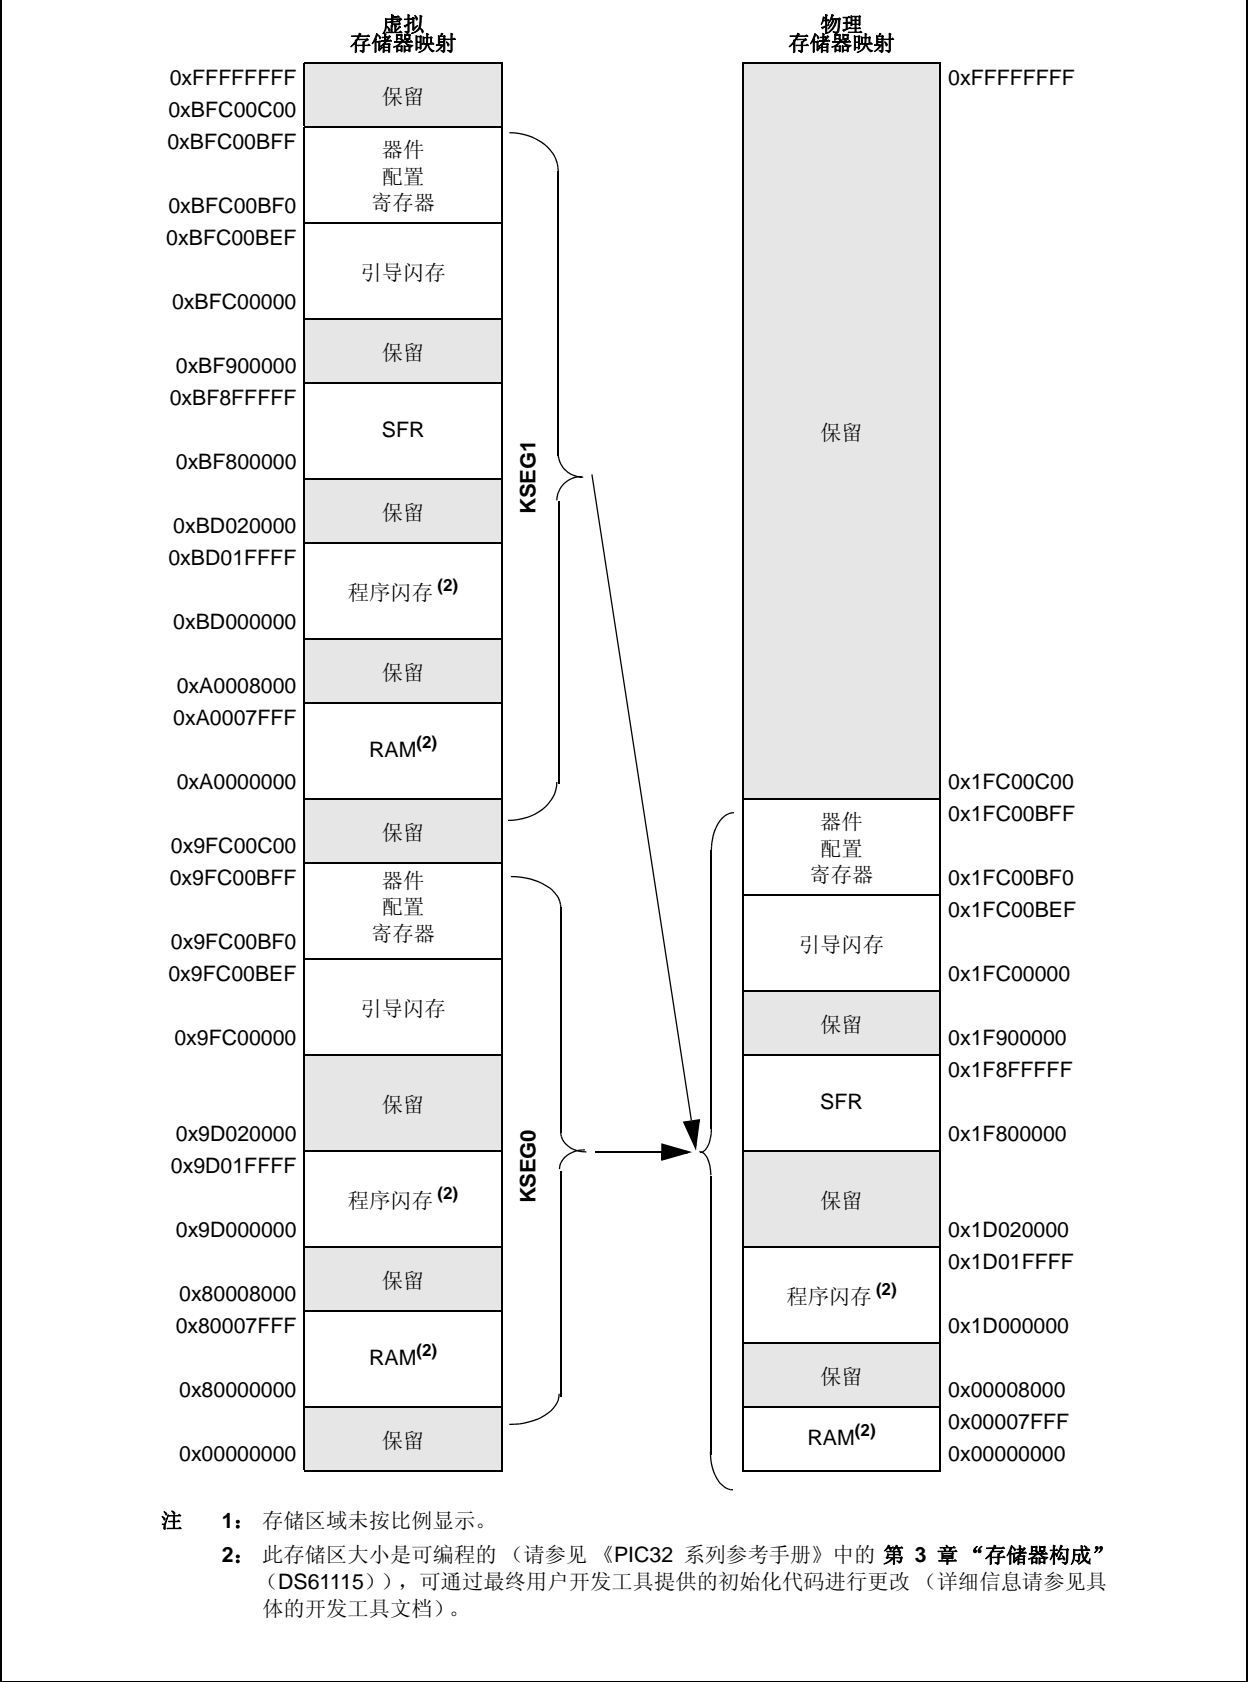 虚拟
存储器映射
0xFFFFFFFF
保留
0xBFC00C00
0xBFC00BFF
器件
配置
寄存器
0xBFC00BF0
0xBFC00BEF
引导闪存
0xBFC00000
保留
0xBF900000
0xBF8FFFFF
SFR
0xBF800000
保留
0xBD020000
0xBD01FFFF
程序闪存(2)
0xBD000000
保留
0xA0008000
0xA0007FFF
RAM(2)
0xA0000000
保留
0x9FC00C00
0x9FC00BFF
器件
配置
寄存器
0x9FC00BF0
0x9FC00BEF
引导闪存
0x9FC00000
保留
0x9D020000
0x9D01FFFF
程序闪存(2)
0x9D000000
保留
0x80008000
0x80007FFF
RAM(2)
0x80000000
保留
0x00000000
KSEG1
KSEG0
物理
存储器映射
0xFFFFFFFF
保留
0x1FC00C00
0x1FC00BFF
器件
配置
寄存器
0x1FC00BF0
0x1FC00BEF
引导闪存
0x1FC00000
保留
0x1F900000
0x1F8FFFFF
SFR
0x1F800000
保留
0x1D020000
0x1D01FFFF
程序闪存(2)
0x1D000000
保留
0x00008000
0x00007FFF
RAM(2)
0x00000000
注 1： 存储区域未按比例显示。
2： 此存储区大小是可编程的 （请参见 《PIC32 系列参考手册》中的 第 3 章 “存储器构成”
（DS61115）），可通过最终用户开发工具提供的初始化代码进行更改 （详细信息请参见具
体的开发工具文档）。